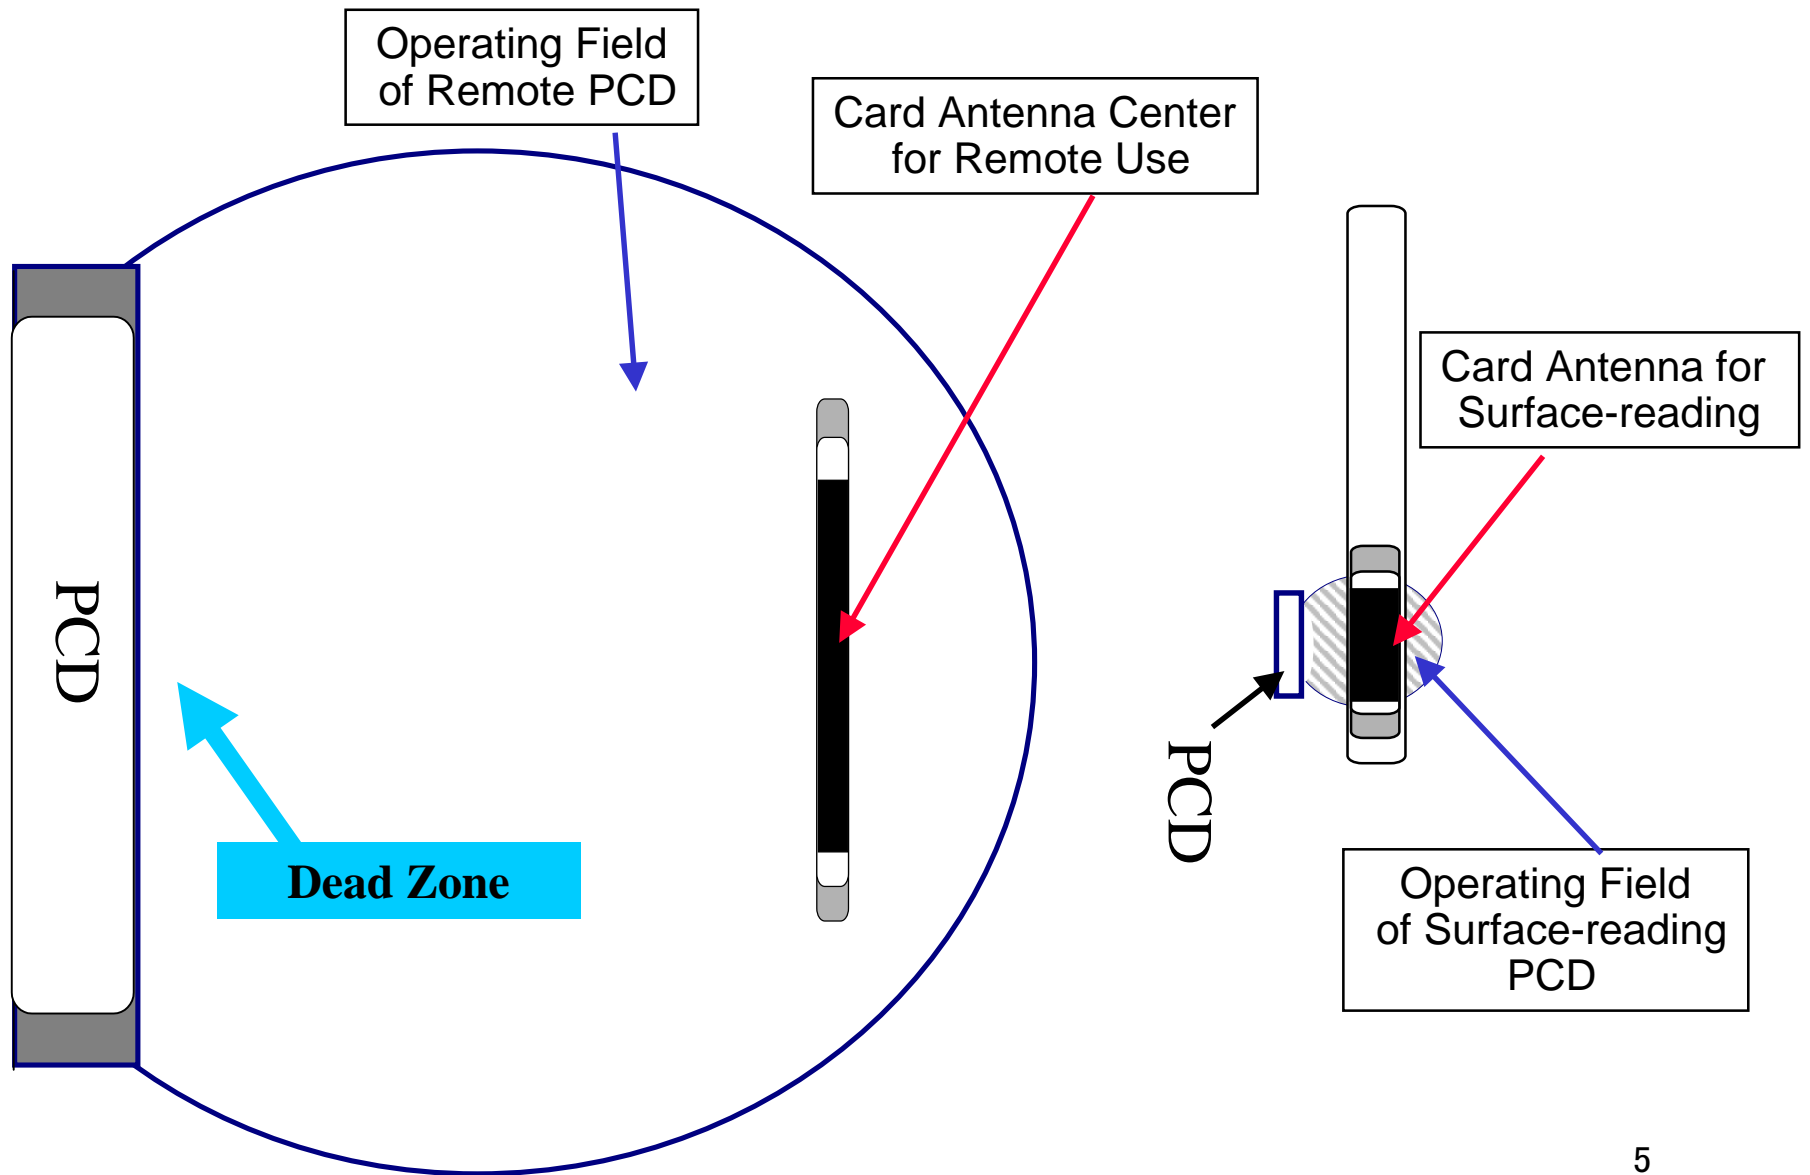 Operating Field
of Remote PCD
Card Antenna Center
for Remote Use
Card Antenna for
Surface-reading
PCD
Dead Zone
PCD
Operating Field
of Surface-reading
PCD
5